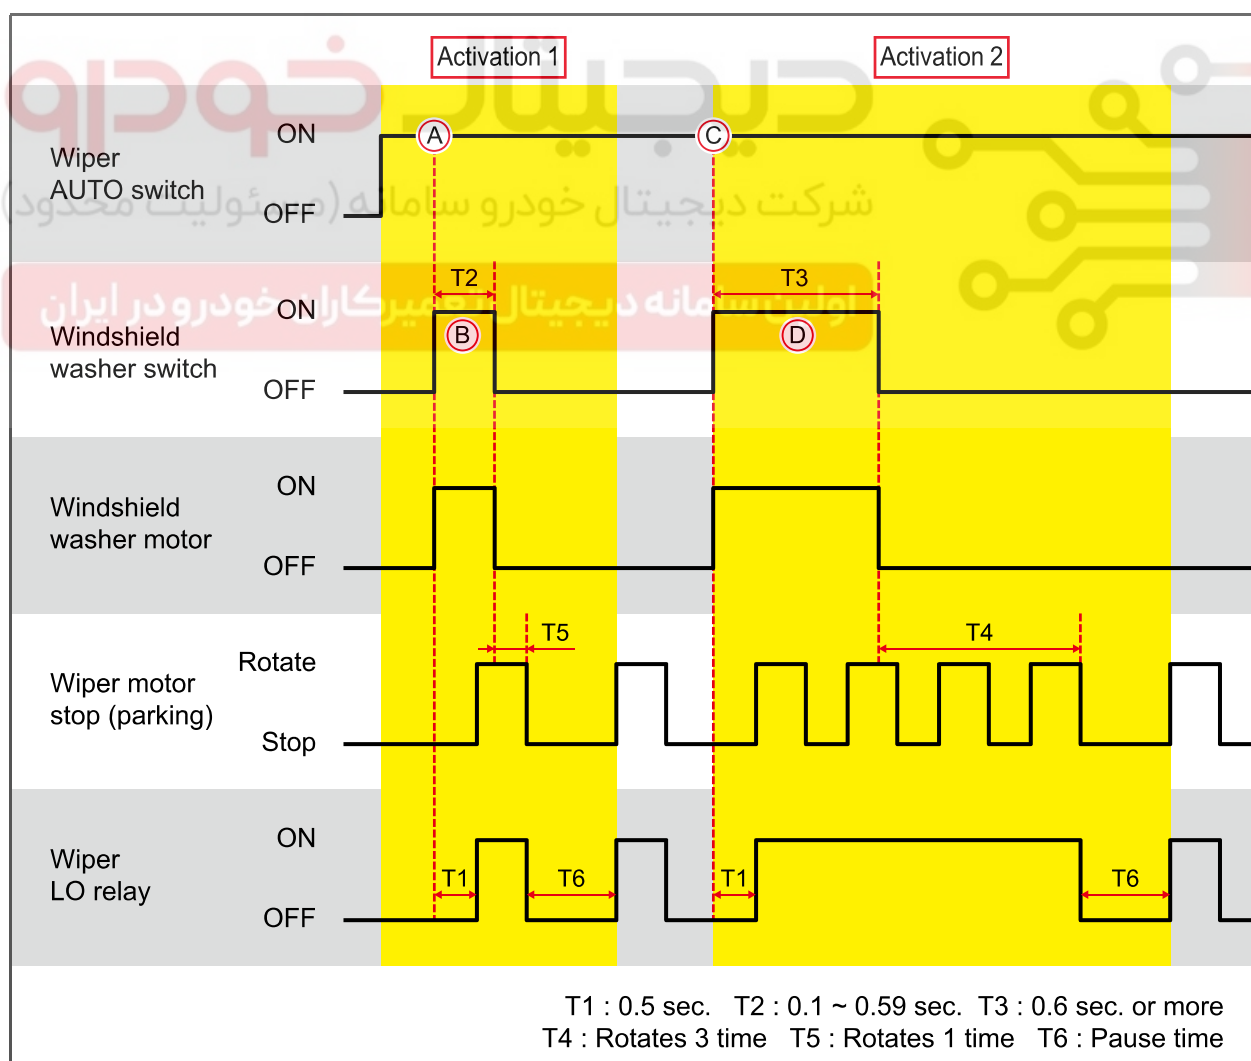 Activation 1
Activation 2
دیجیتال خودرو
شرکت دیجیتال خودرو سامانه (مسئولیت محدود)
اولین سامانه دیجیتال تعمیرکاران خودرو در ایران
Wiper
AUTO switch
ON
OFF
A
C
Windshield
washer switch
ON
OFF
T2
B
T3
D
Windshield
washer motor
ON
OFF
Wiper motor
stop (parking)
Rotate
Stop
T5
T4
Wiper
LO relay
ON
OFF
T1
T6
T1
T6
T1 : 0.5 sec. T2 : 0.1 ~ 0.59 sec. T3 : 0.6 sec. or more
T4 : Rotates 3 time T5 : Rotates 1 time T6 : Pause time